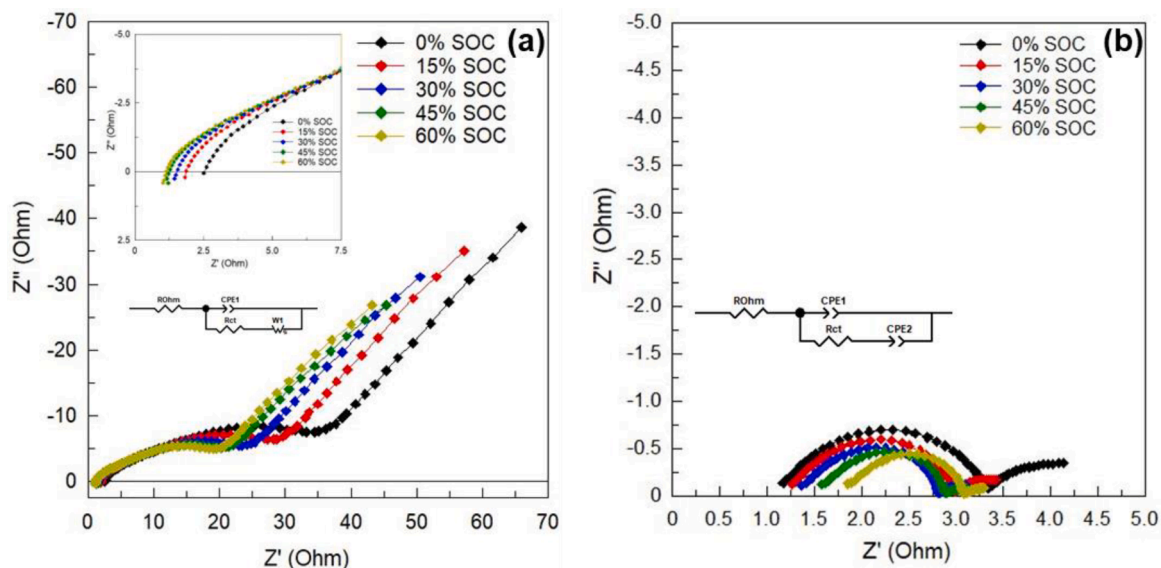 (a)
-70
-60
-50
-40
-30
-20
-10
0
Z'' (Ohm)
0 10 20 30 40 50 60 70
Z' (Ohm)
0% SOC
15% SOC
30% SOC
45% SOC
60% SOC
-5.0
-2.5
0
2.5
Z'' (Ohm)
0 2.5 5.0 7.5
Z' (Ohm)
0% SOC
15% SOC
30% SOC
45% SOC
60% SOC
ROhm CPE1
Rct Wt
(b)
-5.0
-4.5
-4.0
-3.5
-3.0
-2.5
-2.0
-1.5
-1.0
-0.5
0
Z'' (Ohm)
0 0.5 1.0 1.5 2.0 2.5 3.0 3.5 4.0 4.5 5.0
Z' (Ohm)
0% SOC
15% SOC
30% SOC
45% SOC
60% SOC
ROhm CPE1
Rct CPE2